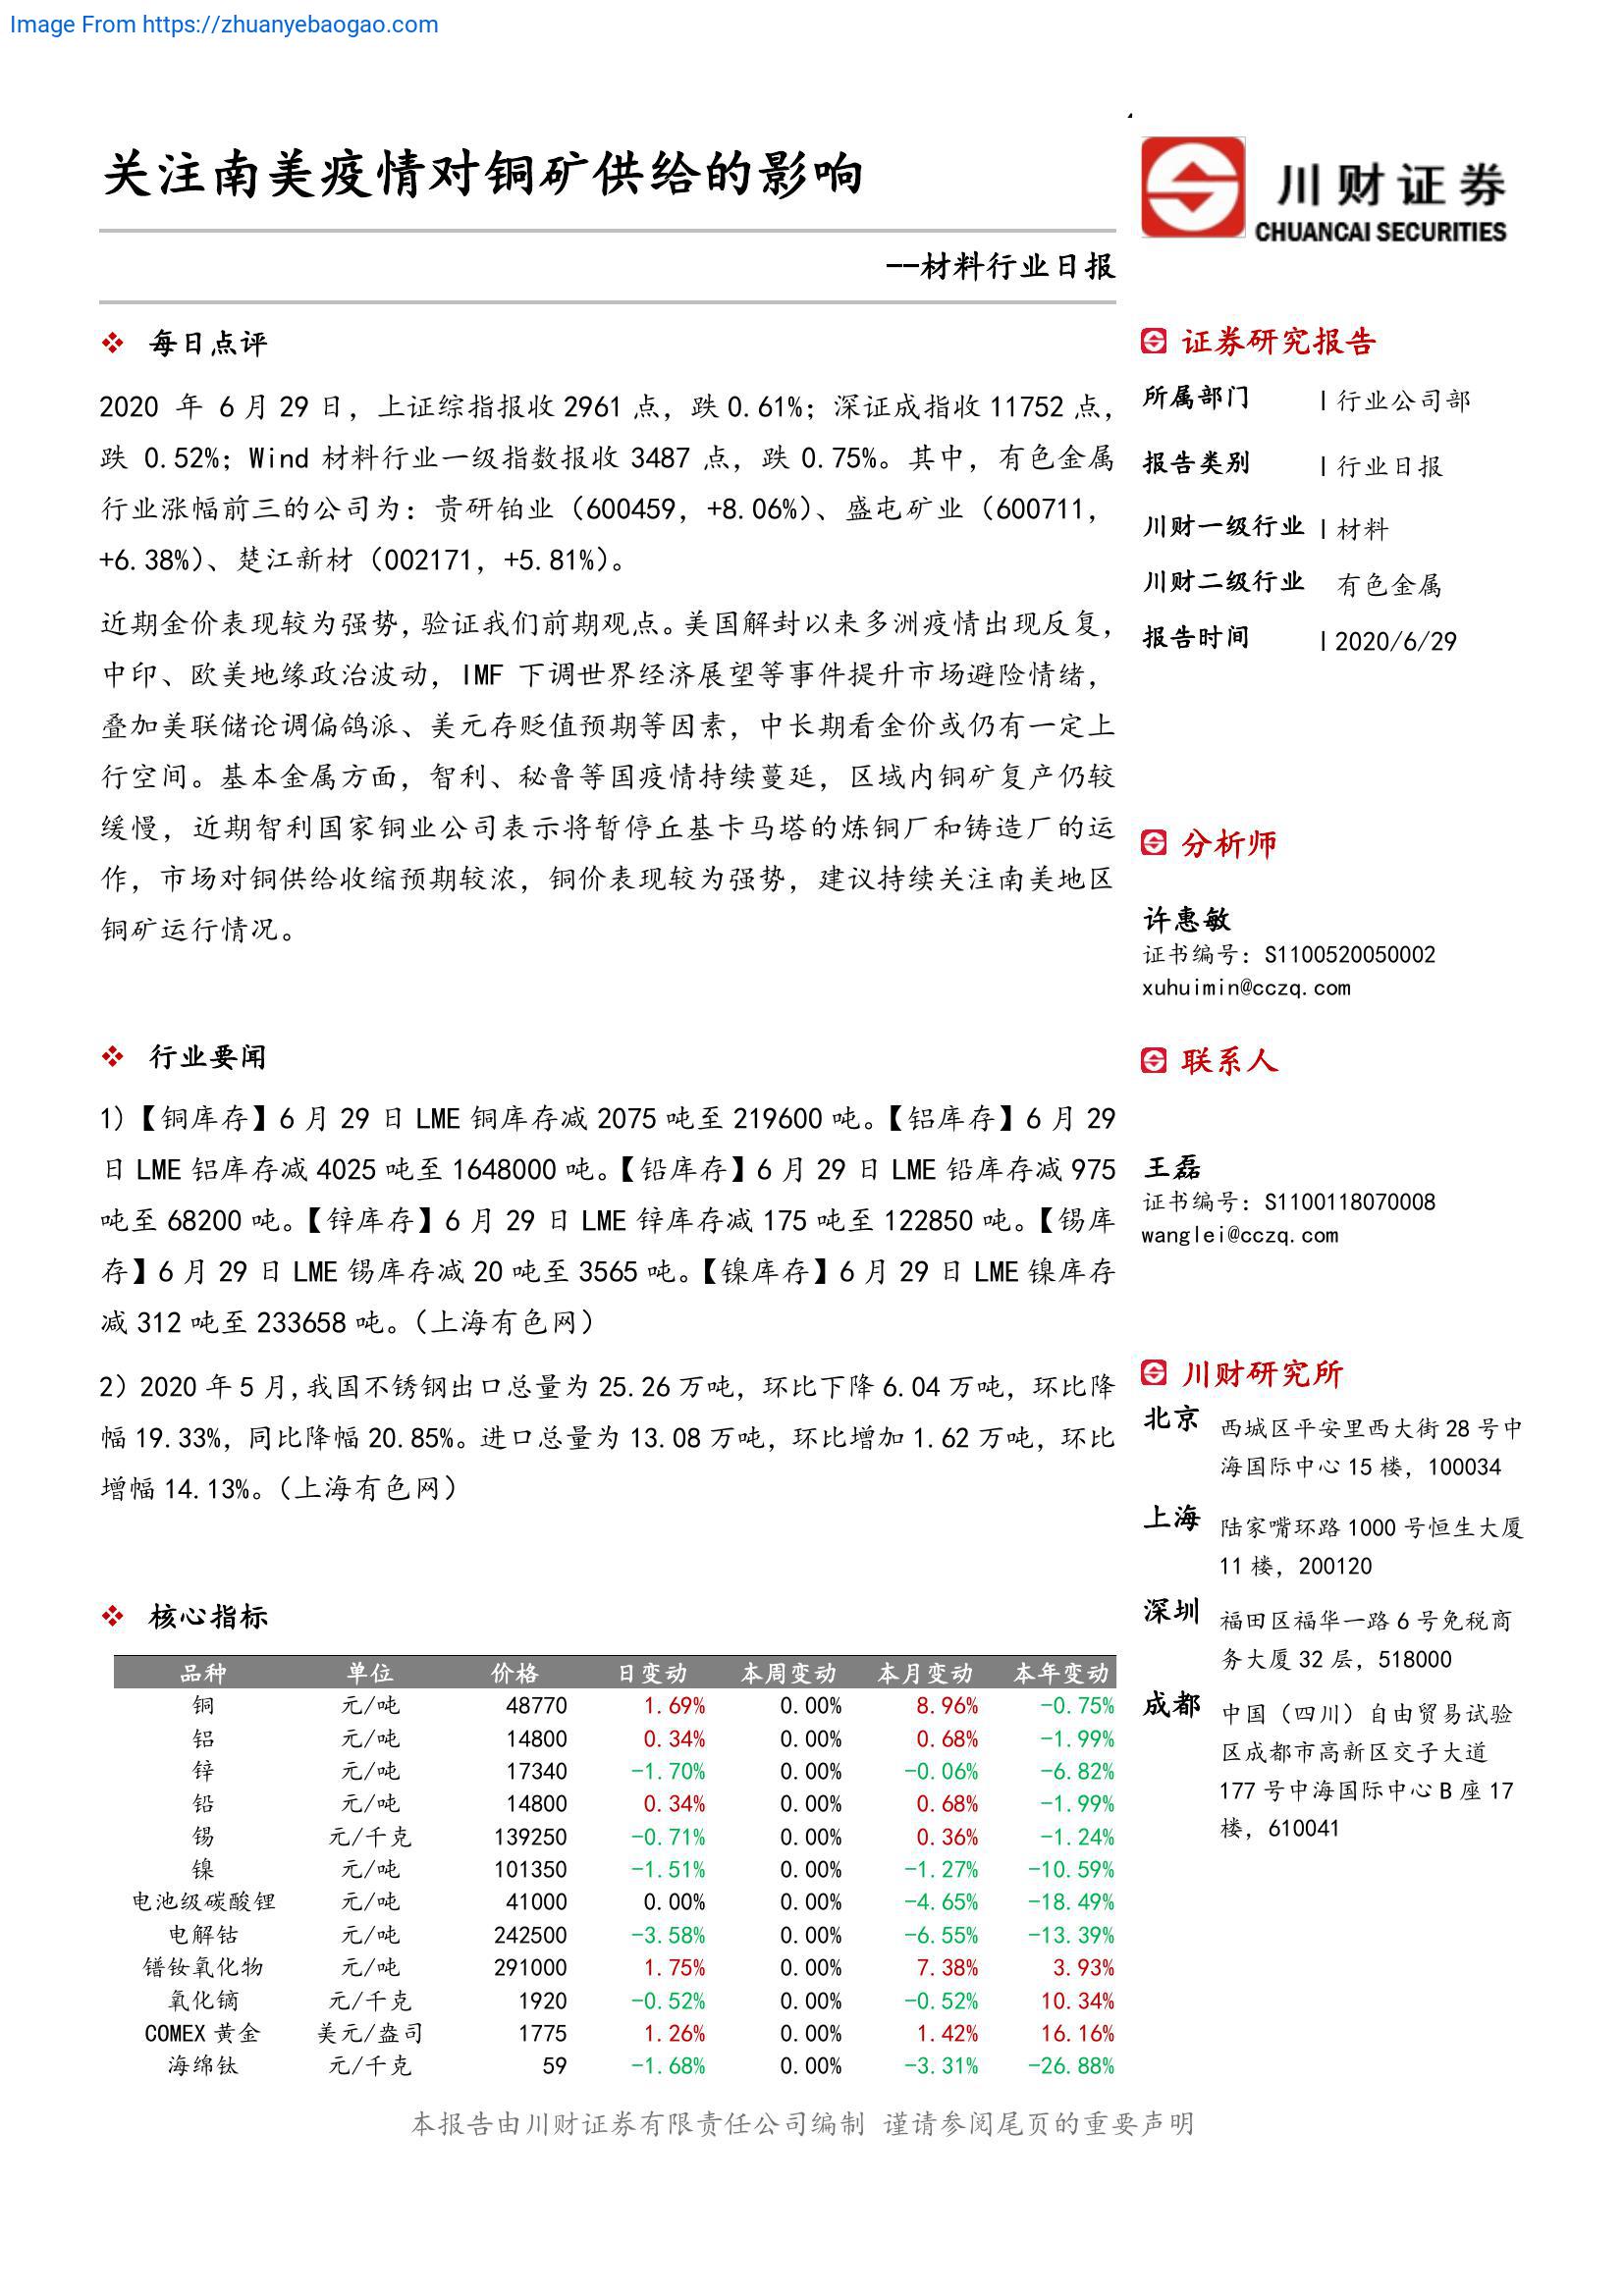 Image From https://zhuanyebaogao.com
关注南美疫情对铜矿供给的影响
--材料行业日报
川财证券
CHUANCAI SECURITIES
每日点评
2020 年 6 月 29 日，上证综指报收 2961 点，跌 0.61%；深证成指收 11752 点，
跌 0.52%；Wind 材料行业一级指数报收 3487 点，跌 0.75%。其中，有色金属
行业涨幅前三的公司为：贵研铂业（600459，+8.06%）、盛屯矿业（600711，
+6.38%）、楚江新材（002171，+5.81%）。
近期金价表现较为强势，验证我们前期观点。美国解封以来多洲疫情出现反复，
中印、欧美地缘政治波动，IMF 下调世界经济展望等事件提升市场避险情绪，
叠加美联储论调偏鸽派、美元存贬值预期等因素，中长期看金价或仍有一定上
行空间。基本金属方面，智利、秘鲁等国疫情持续蔓延，区域内铜矿复产仍较
缓慢，近期智利国家铜业公司表示将暂停丘基卡马塔的炼铜厂和铸造厂的运
作，市场对铜供给收缩预期较浓，铜价表现较为强势，建议持续关注南美地区
铜矿运行情况。
行业要闻
1)【铜库存】6 月 29 日 LME 铜库存减 2075 吨至 219600 吨。【铝库存】6 月 29
日 LME 铝库存减 4025 吨至 1648000 吨。【铅库存】6 月 29 日 LME 铅库存减 975
吨至 68200 吨。【锌库存】6 月 29 日 LME 锌库存减 175 吨至 122850 吨。【锡库
存】6 月 29 日 LME 锡库存减 20 吨至 3565 吨。【镍库存】6 月 29 日 LME 镍库存
减 312 吨至 233658 吨。（上海有色网）
2）2020 年 5 月,我国不锈钢出口总量为 25.26 万吨，环比下降 6.04 万吨，环比降
幅 19.33%，同比降幅 20.85%。进口总量为 13.08 万吨，环比增加 1.62 万吨，环比
增幅 14.13%。（上海有色网）
核心指标
品种 单位 价格 日变动 本周变动 本月变动 本年变动
铜 元/吨 48770 1.69% 0.00% 8.96% -0.75%
铝 元/吨 14800 0.34% 0.00% 0.68% -1.99%
锌 元/吨 17340 -1.70% 0.00% -0.06% -6.82%
铅 元/吨 14800 0.34% 0.00% 0.68% -1.99%
锡 元/千克 139250 -0.71% 0.00% 0.36% -1.24%
镍 元/吨 101350 -1.51% 0.00% -1.27% -10.59%
电池级碳酸锂 元/吨 41000 0.00% 0.00% -4.65% -18.49%
电解钴 元/吨 242500 -3.58% 0.00% -6.55% -13.39%
镨钕氧化物 元/吨 291000 1.75% 0.00% 7.38% 3.93%
氧化镝 元/千克 1920 -0.52% 0.00% -0.52% 10.34%
COMEX 黄金 美元/盎司 1775 1.26% 0.00% 1.42% 16.16%
海绵钛 元/千克 59 -1.68% 0.00% -3.31% -26.88%
证券研究报告
所属部门 | 行业公司部
报告类别 | 行业日报
川财一级行业 | 材料
川财二级行业 有色金属
报告时间 | 2020/6/29
分析师
许惠敏
证书编号：S1100520050002
xuhuimin@cczq.com
联系人
王磊
证书编号：S1100118070008
wanglei@cczq.com
川财研究所
北京 西城区平安里西大街 28 号中
海国际中心 15 楼，100034
上海 陆家嘴环路 1000 号恒生大厦
11 楼，200120
深圳 福田区福华一路 6 号免税商
务大厦 32 层，518000
成都 中国（四川）自由贸易试验
区成都市高新区交子大道
177 号中海国际中心 B 座 17
楼，610041
本报告由川财证券有限责任公司编制 谨请参阅尾页的重要声明